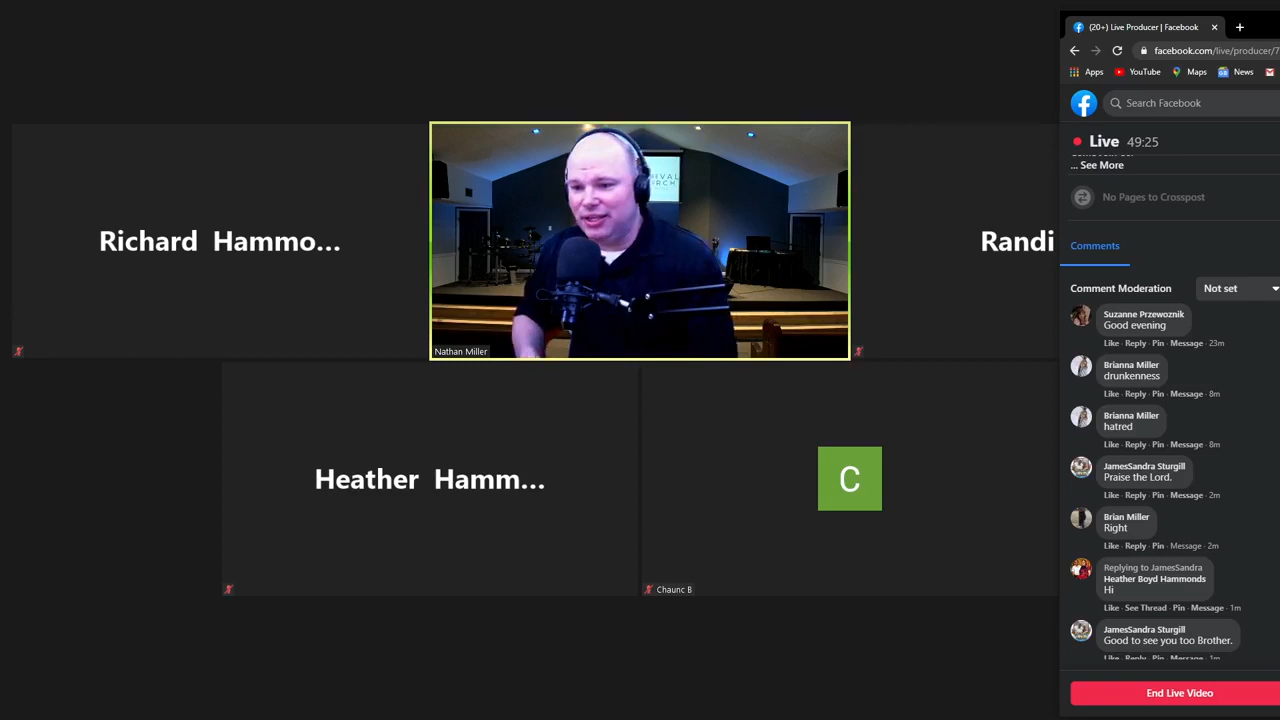 (20+) Live Producer | Facebook
facebook.com/live/producer/7
Apps YouTube Maps News
Search Facebook
Live 49:25
... See More
No Pages to Crosspost
Comments
Comment Moderation Not set
Suzanne Przewoznik
Good evening
Like · Reply · Pin · Message · 23m
Brianna Miller
drunkenness
Like · Reply · Pin · Message · 8m
Brianna Miller
hatred
Like · Reply · Pin · Message · 8m
JamesSandra Sturgill
Praise the Lord.
Like · Reply · Pin · Message · 2m
Brian Miller
Right
Like · Reply · Pin · Message · 2m
Replying to JamesSandra
Heather Boyd Hammonds
Hi
Like · See Thread · Pin · Message · 1m
JamesSandra Sturgill
Good to see you too Brother.
Like · Reply · Pin · Message · 1m
End Live Video
Richard Hammo...
Nathan Miller
Randi
Heather Hamm...
C
Chaunc B